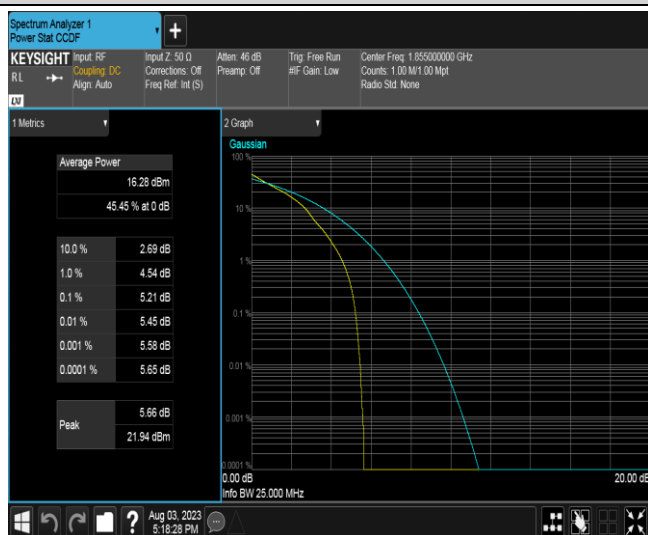 Spectrum Analyzer 1
Power Stat CCDF
+
KEYSIGHT
RL
LXI
Input: RF
Coupling: DC
Align: Auto
Input Z: 50 Ω
Corrections: Off
Freq Ref: Int (S)
Atten: 46 dB
Preamp: Off
Trig: Free Run
#IF Gain: Low
Center Freq: 1.855000000 GHz
Counts: 1.00 M/1.00 Mpt
Radio Std: None
1 Metrics
Average Power
16.28 dBm
45.45 % at 0 dB
10.0 % 2.69 dB
1.0 % 4.54 dB
0.1 % 5.21 dB
0.01 % 5.45 dB
0.001 % 5.58 dB
0.0001 % 5.65 dB
Peak
5.66 dB
21.94 dBm
2 Graph
Gaussian
100 %
10 %
1 %
0.1 %
0.01 %
0.001 %
0.0001 %
0.00 dB
20.00 dB
Info BW 25.000 MHz
?
Aug 03, 2023
5:18:28 PM